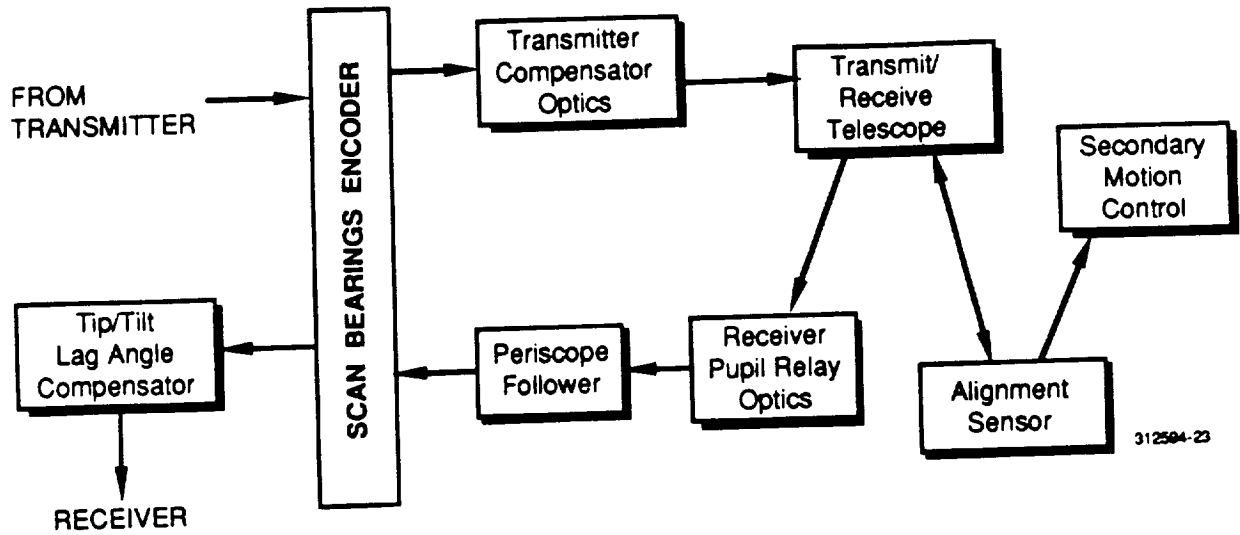 FROM
TRANSMITTER
SCAN BEARINGS ENCODER
Transmitter
Compensator
Optics
Transmit/
Receive
Telescope
Secondary
Motion
Control
Tip/Tilt
Lag Angle
Compensator
Periscope
Follower
Receiver
Pupil Relay
Optics
Alignment
Sensor
312594-23
RECEIVER